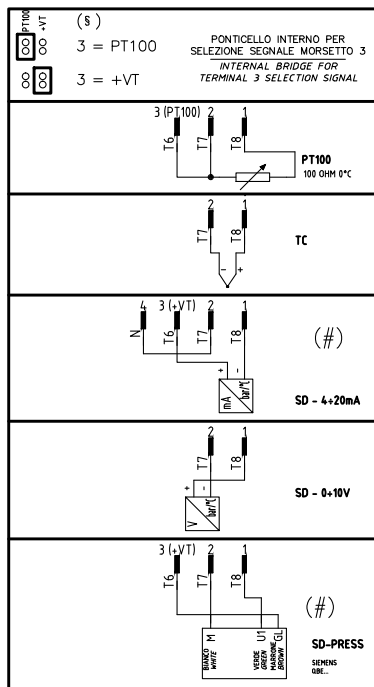 PT100
+VT
(§)
3 = PT100
3 = +VT
PONTICELLO INTERNO PER
SELEZIONE SEGNALE MORSETTO 3
INTERNAL BRIDGE FOR
TERMINAL 3 SELECTION SIGNAL
3 (PT100) 2 1
T6 T7 T8
PT100
100 OHM 0°C
2 1
T7 T8
TC
- +
4 3 (+VT) 2 1
N T6 T7 T8
(#)
+ -
mA bar/°C
SD - 4÷20mA
2 1
T7 T8
+ -
V bar/°C
SD - 0÷10V
3 (+VT) 2 1
T6 T7 T8
(#)
M U1 GL
BIANCO
WHITE
VERDE
GREEN
MARRONE
BROWN
SD-PRESS
SIEMENS
QBE...